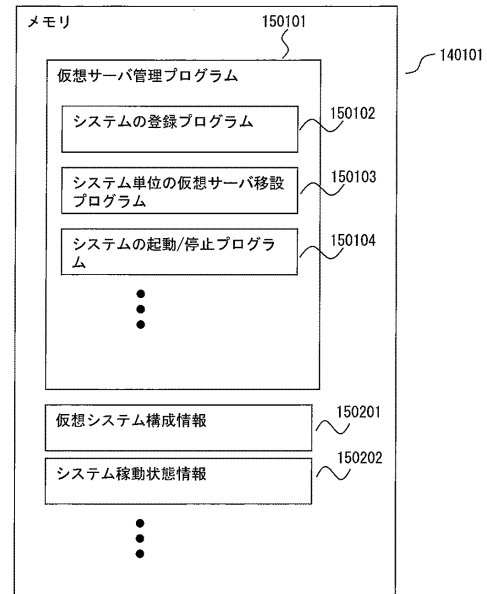 メモリ
150101
140101
仮想サーバ管理プログラム
システムの登録プログラム
150102
システム単位の仮想サーバ移設
プログラム
150103
システムの起動/停止プログラ
ム
150104
仮想システム構成情報
150201
システム稼動状態情報
150202